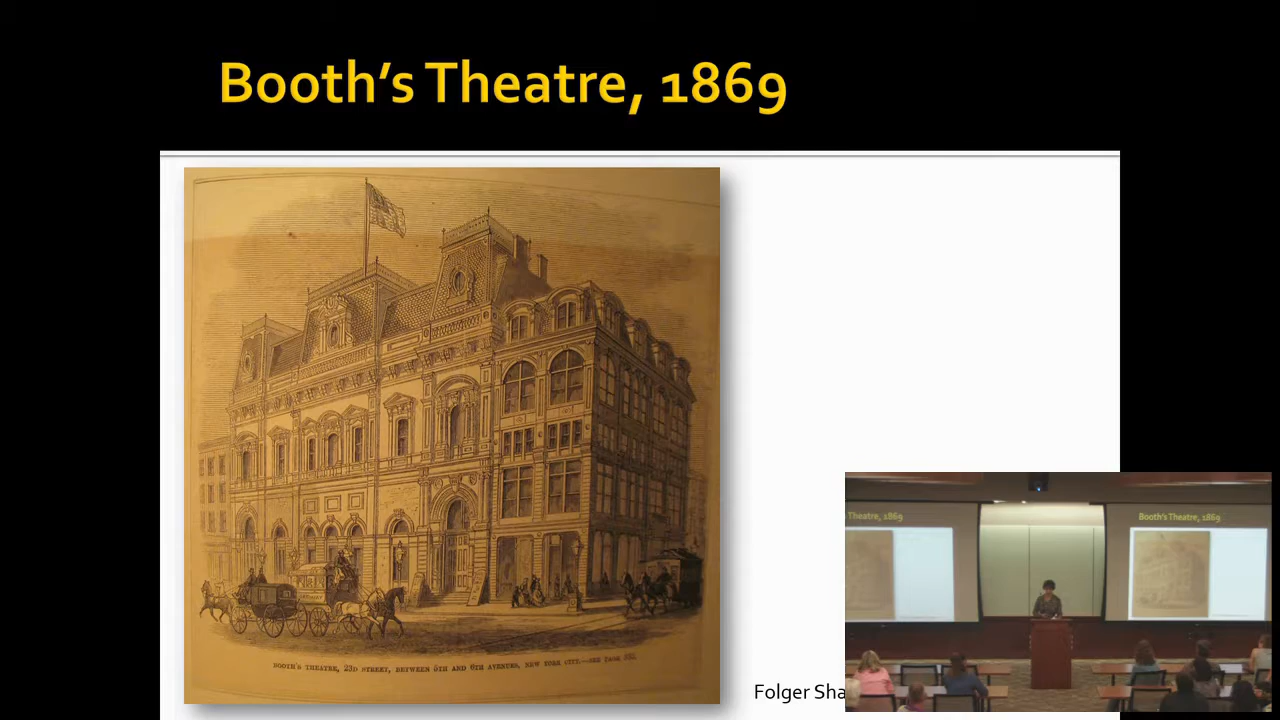 Booth's Theatre, 1869
BOOTH'S THEATRE, 23D STREET, BETWEEN 5TH AND 6TH AVENUES, NEW YORK CITY.—SEE PAGE
Folger Sha
Theatre, 1869
Booth's Theatre, 1869